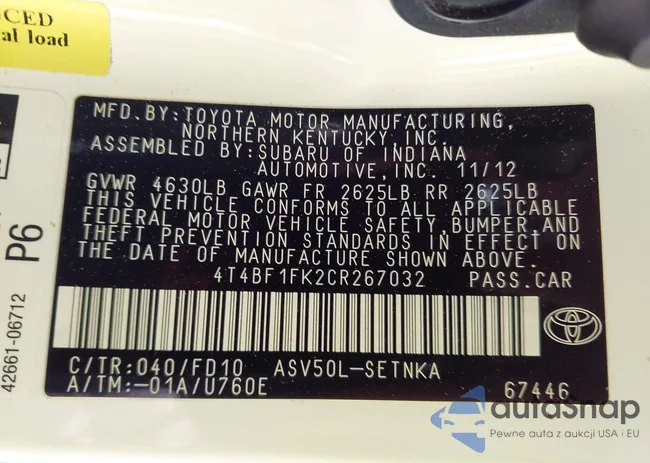 CED
al load
P6
42661-06712
MFD.BY:TOYOTA MOTOR MANUFACTURING,
NORTHERN KENTUCKY,INC.
ASSEMBLED BY:SUBARU OF INDIANA
AUTOMOTIVE,INC. 11/12
GVWR 4630LB GAWR FR 2625LB RR 2625LB
THIS VEHICLE CONFORMS TO ALL APPLICABLE
FEDERAL MOTOR VEHICLE SAFETY,BUMPER,AND
THEFT PREVENTION STANDARDS IN EFFECT ON
THE DATE OF MANUFACTURE SHOWN ABOVE.
4T4BF1FK2CR267032 PASS.CAR
C/TR:040/FD10 ASV50L-SETNKA
A/TM:-01A/U760E 67446
autaSnap
Pewne auta z aukcji USA i EU